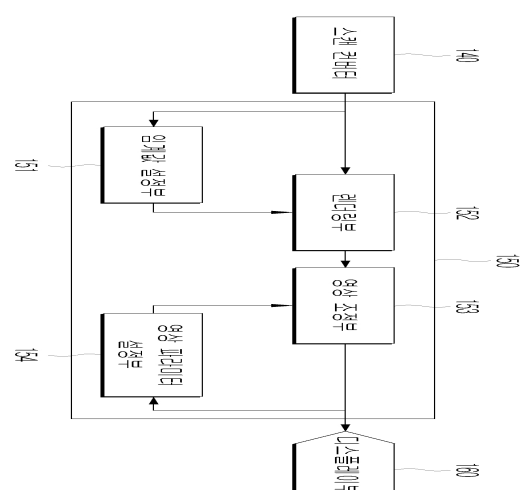 스캔 컨버터
140
임계값 설정부
151
렌더링부
152
150
영상 조정부
153
영상 파라미터
설정부
154
디스플레이부
160